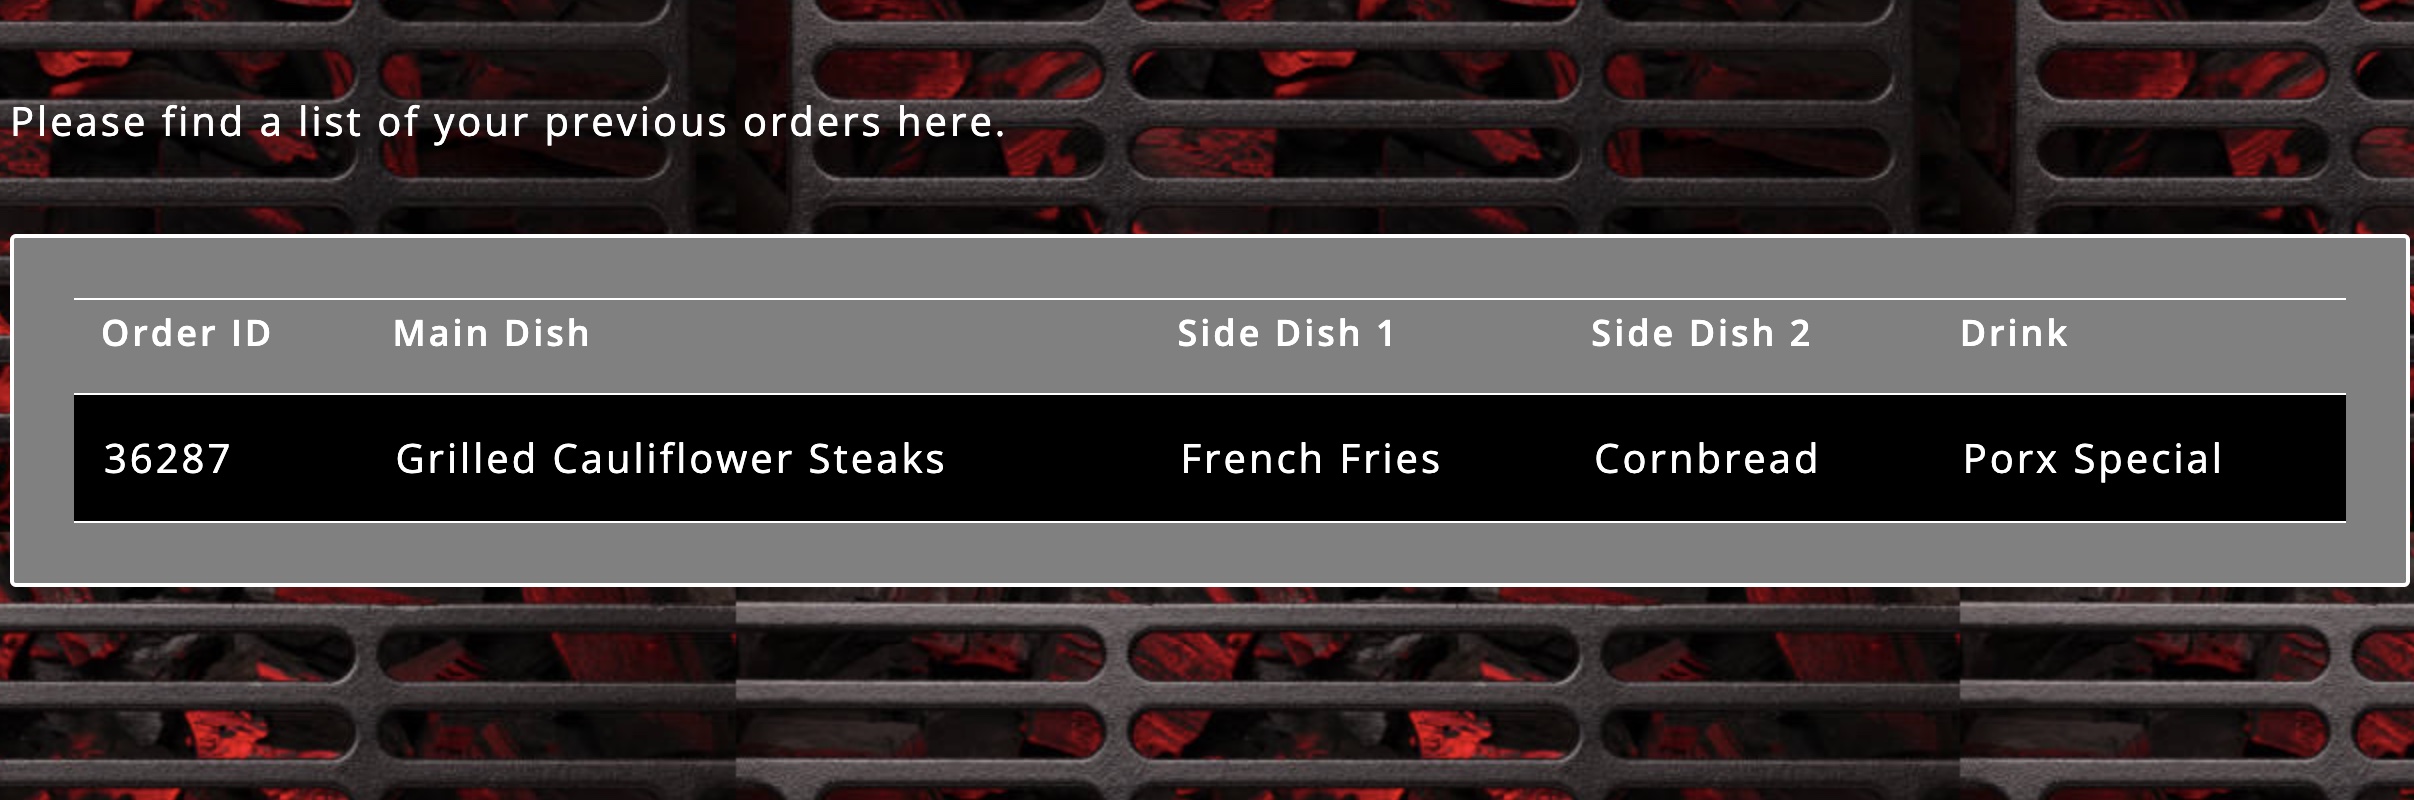 Please find a list of your previous orders here.
Order ID Main Dish Side Dish 1 Side Dish 2 Drink
36287 Grilled Cauliflower Steaks French Fries Cornbread Porx Special